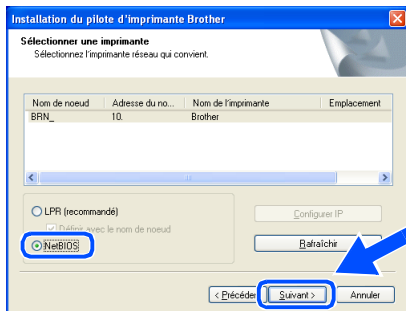 Installation du pilote d'imprimante Brother
Sélectionner une imprimante
Sélectionnez l'imprimante réseau qui convient.
Nom de noeud Adresse du no... Nom de l'imprimante Emplacement
BRN_ 10. Brother
LPR (recommandé)
Configurer IP
Définir avec le nom de noeud
NetBIOS
Rafraîchir
< Précéder
Suivant >
Annuler